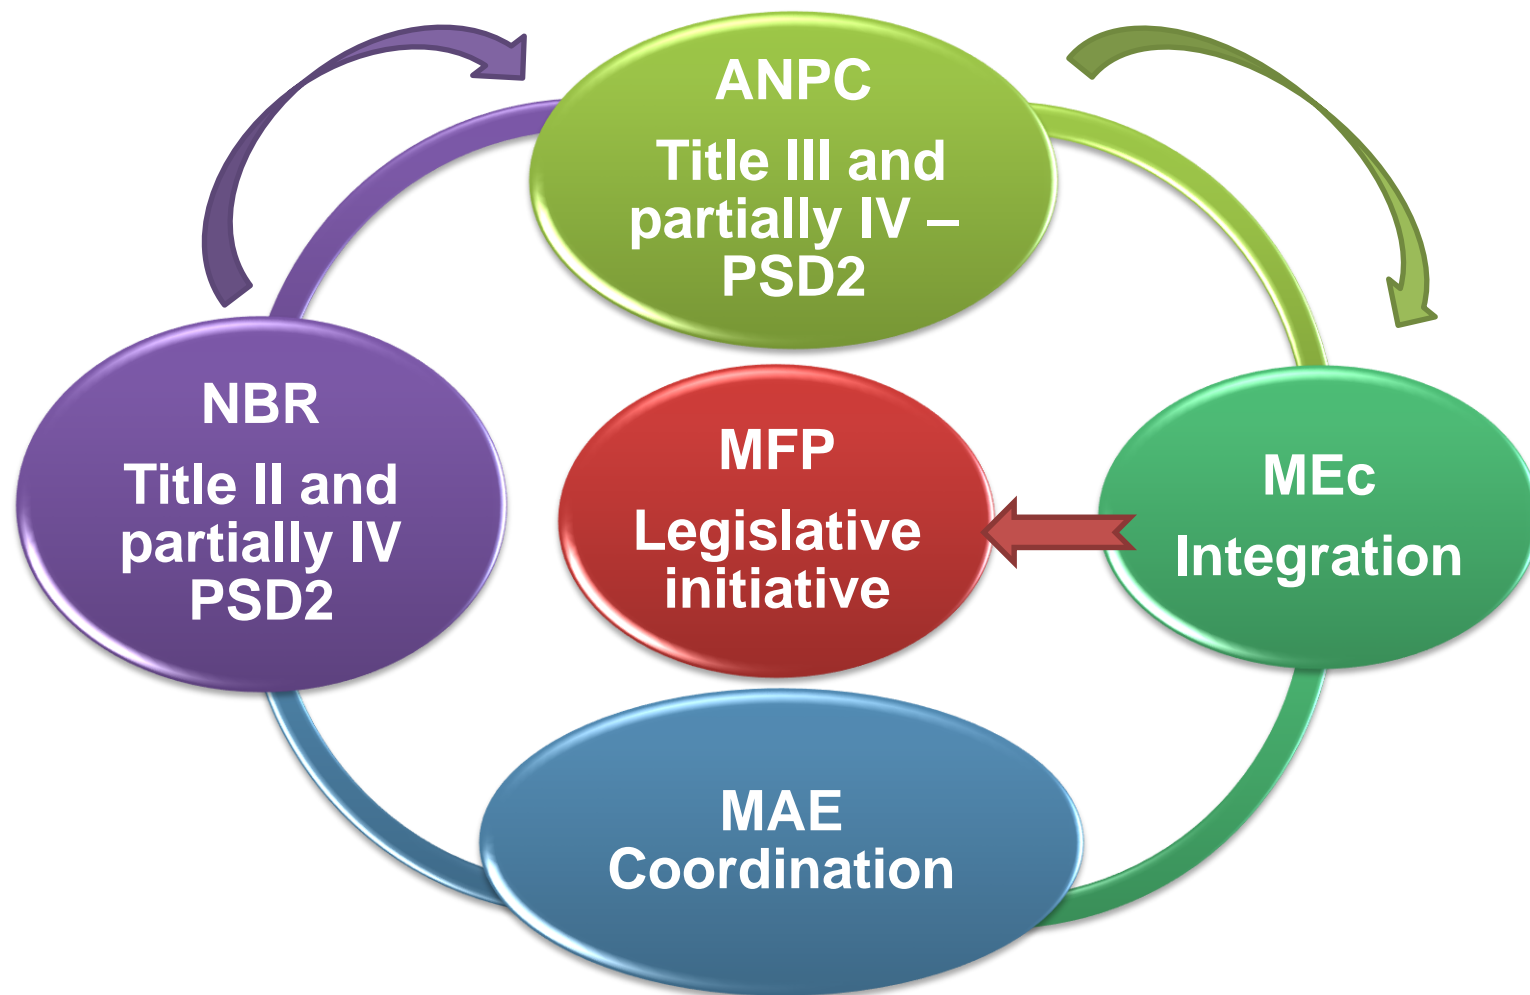 ANPC
Title III and
partially IV –
PSD2
NBR
Title II and
partially IV
PSD2
MFP
Legislative
initiative
MEc
Integration
MAE
Coordination